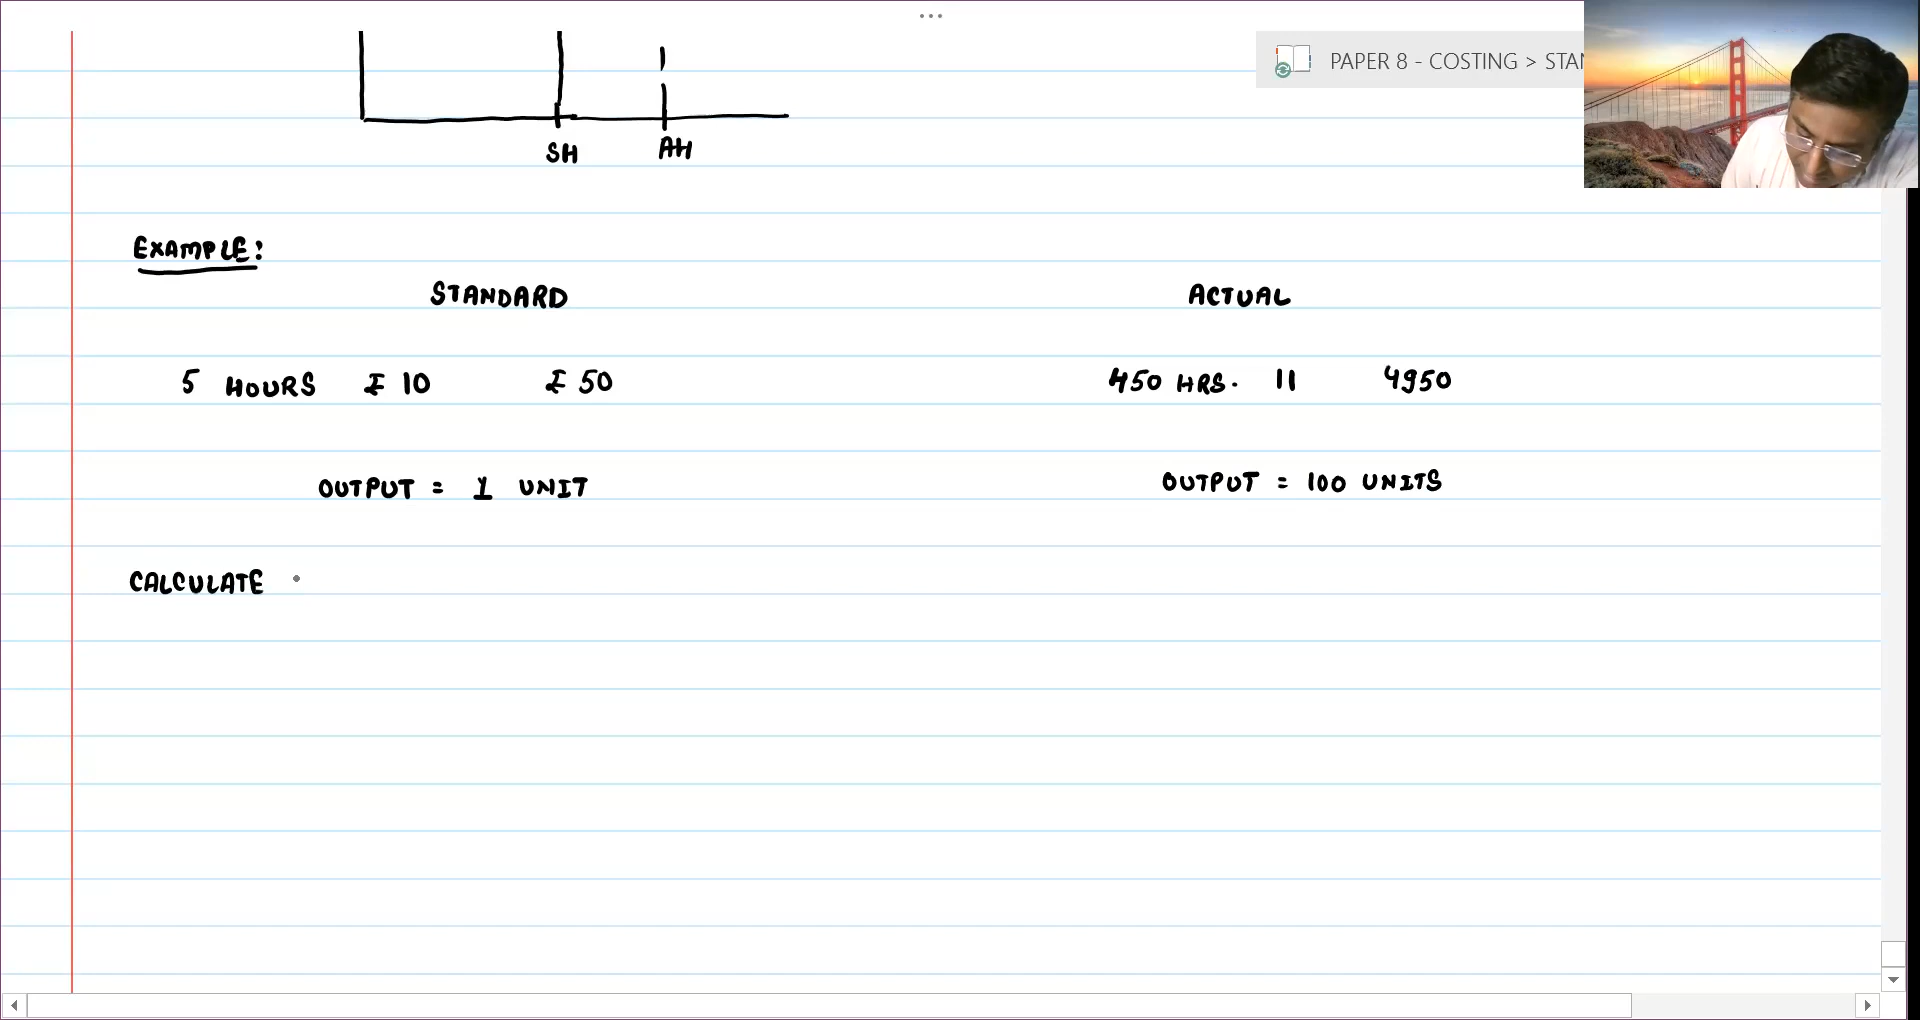 PAPER 8 - COSTING > STAN
SH AH
EXAMPLE:
STANDARD ACTUAL
5 HOURS I 10 I 50 450 HRS. 11 4950
OUTPUT = 1 UNIT OUTPUT = 100 UNITS
CALCULATE